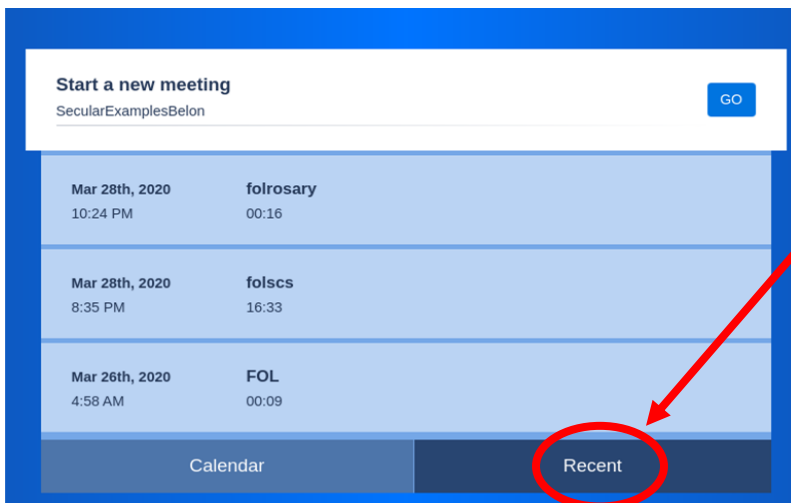 Start a new meeting
SecularExamplesBelon
GO
Mar 28th, 2020 folrosary
10:24 PM 00:16
Mar 28th, 2020 folscs
8:35 PM 16:33
Mar 26th, 2020 FOL
4:58 AM 00:09
Calendar Recent